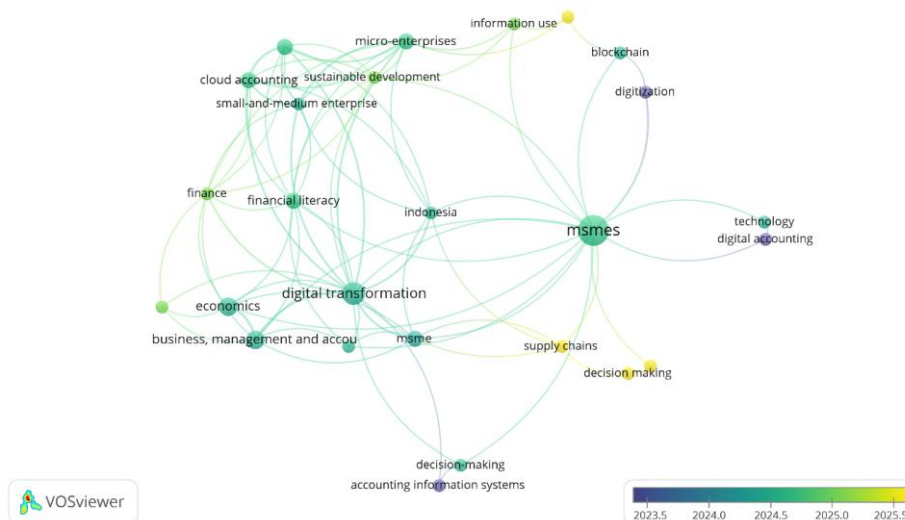 information use
micro-enterprises
blockchain
cloud accounting
sustainable development
digitization
small-and-medium enterprise
finance
financial literacy
indonesia
technology
msmes
digital accounting
digital transformation
economics
business, management and accou
msme
supply chains
decision making
decision-making
accounting information systems
VOSviewer
2023.5 2024.0 2024.5 2025.0 2025.5